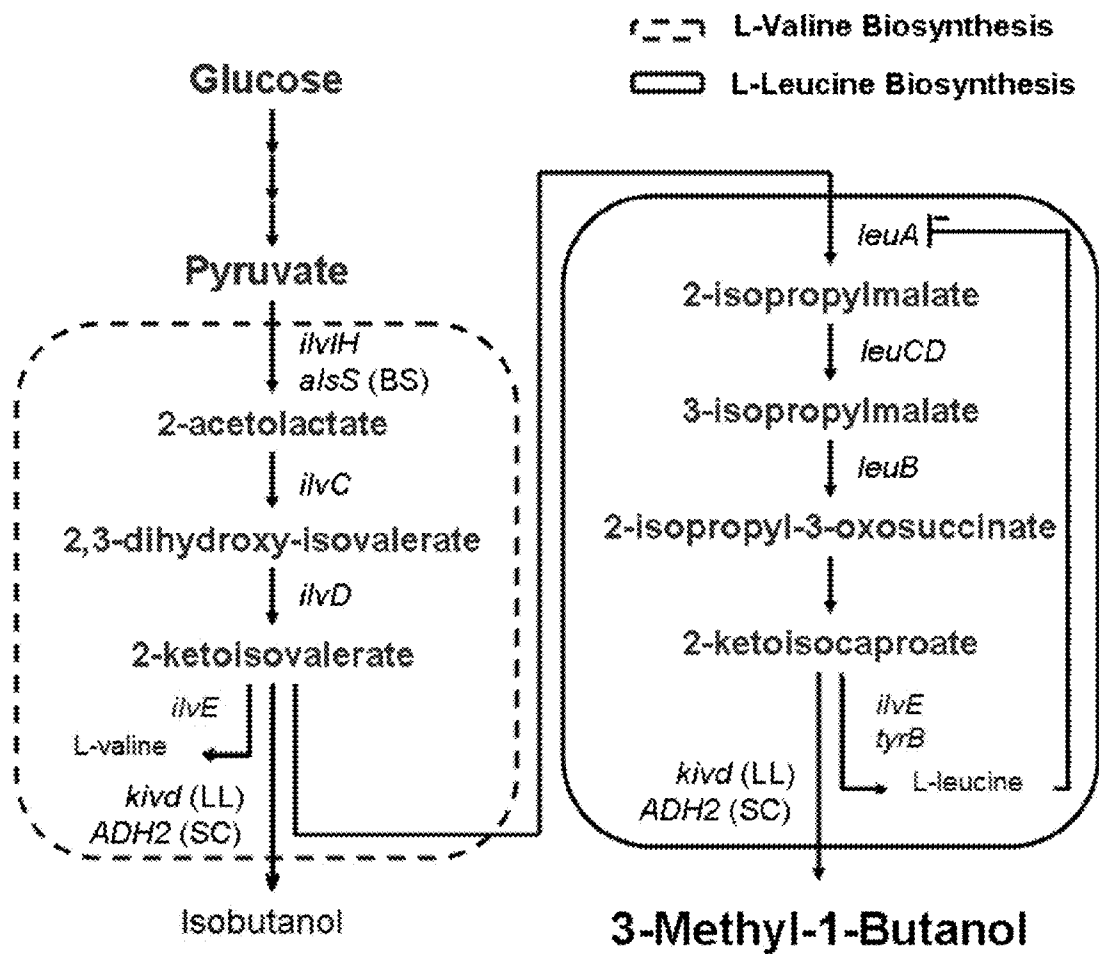 L-Valine Biosynthesis
L-Leucine Biosynthesis
Glucose
Pyruvate
ilvIH
alsS (BS)
2-acetolactate
ilvC
2,3-dihydroxy-isovalerate
ilvD
2-ketoisovalerate
ilvE
L-valine
kivd (LL)
ADH2 (SC)
Isobutanol
leuA
2-isopropylmalate
leuCD
3-isopropylmalate
leuB
2-isopropyl-3-oxosuccinate
2-ketoisocaproate
ilvE
tyrB
L-leucine
kivd (LL)
ADH2 (SC)
3-Methyl-1-Butanol